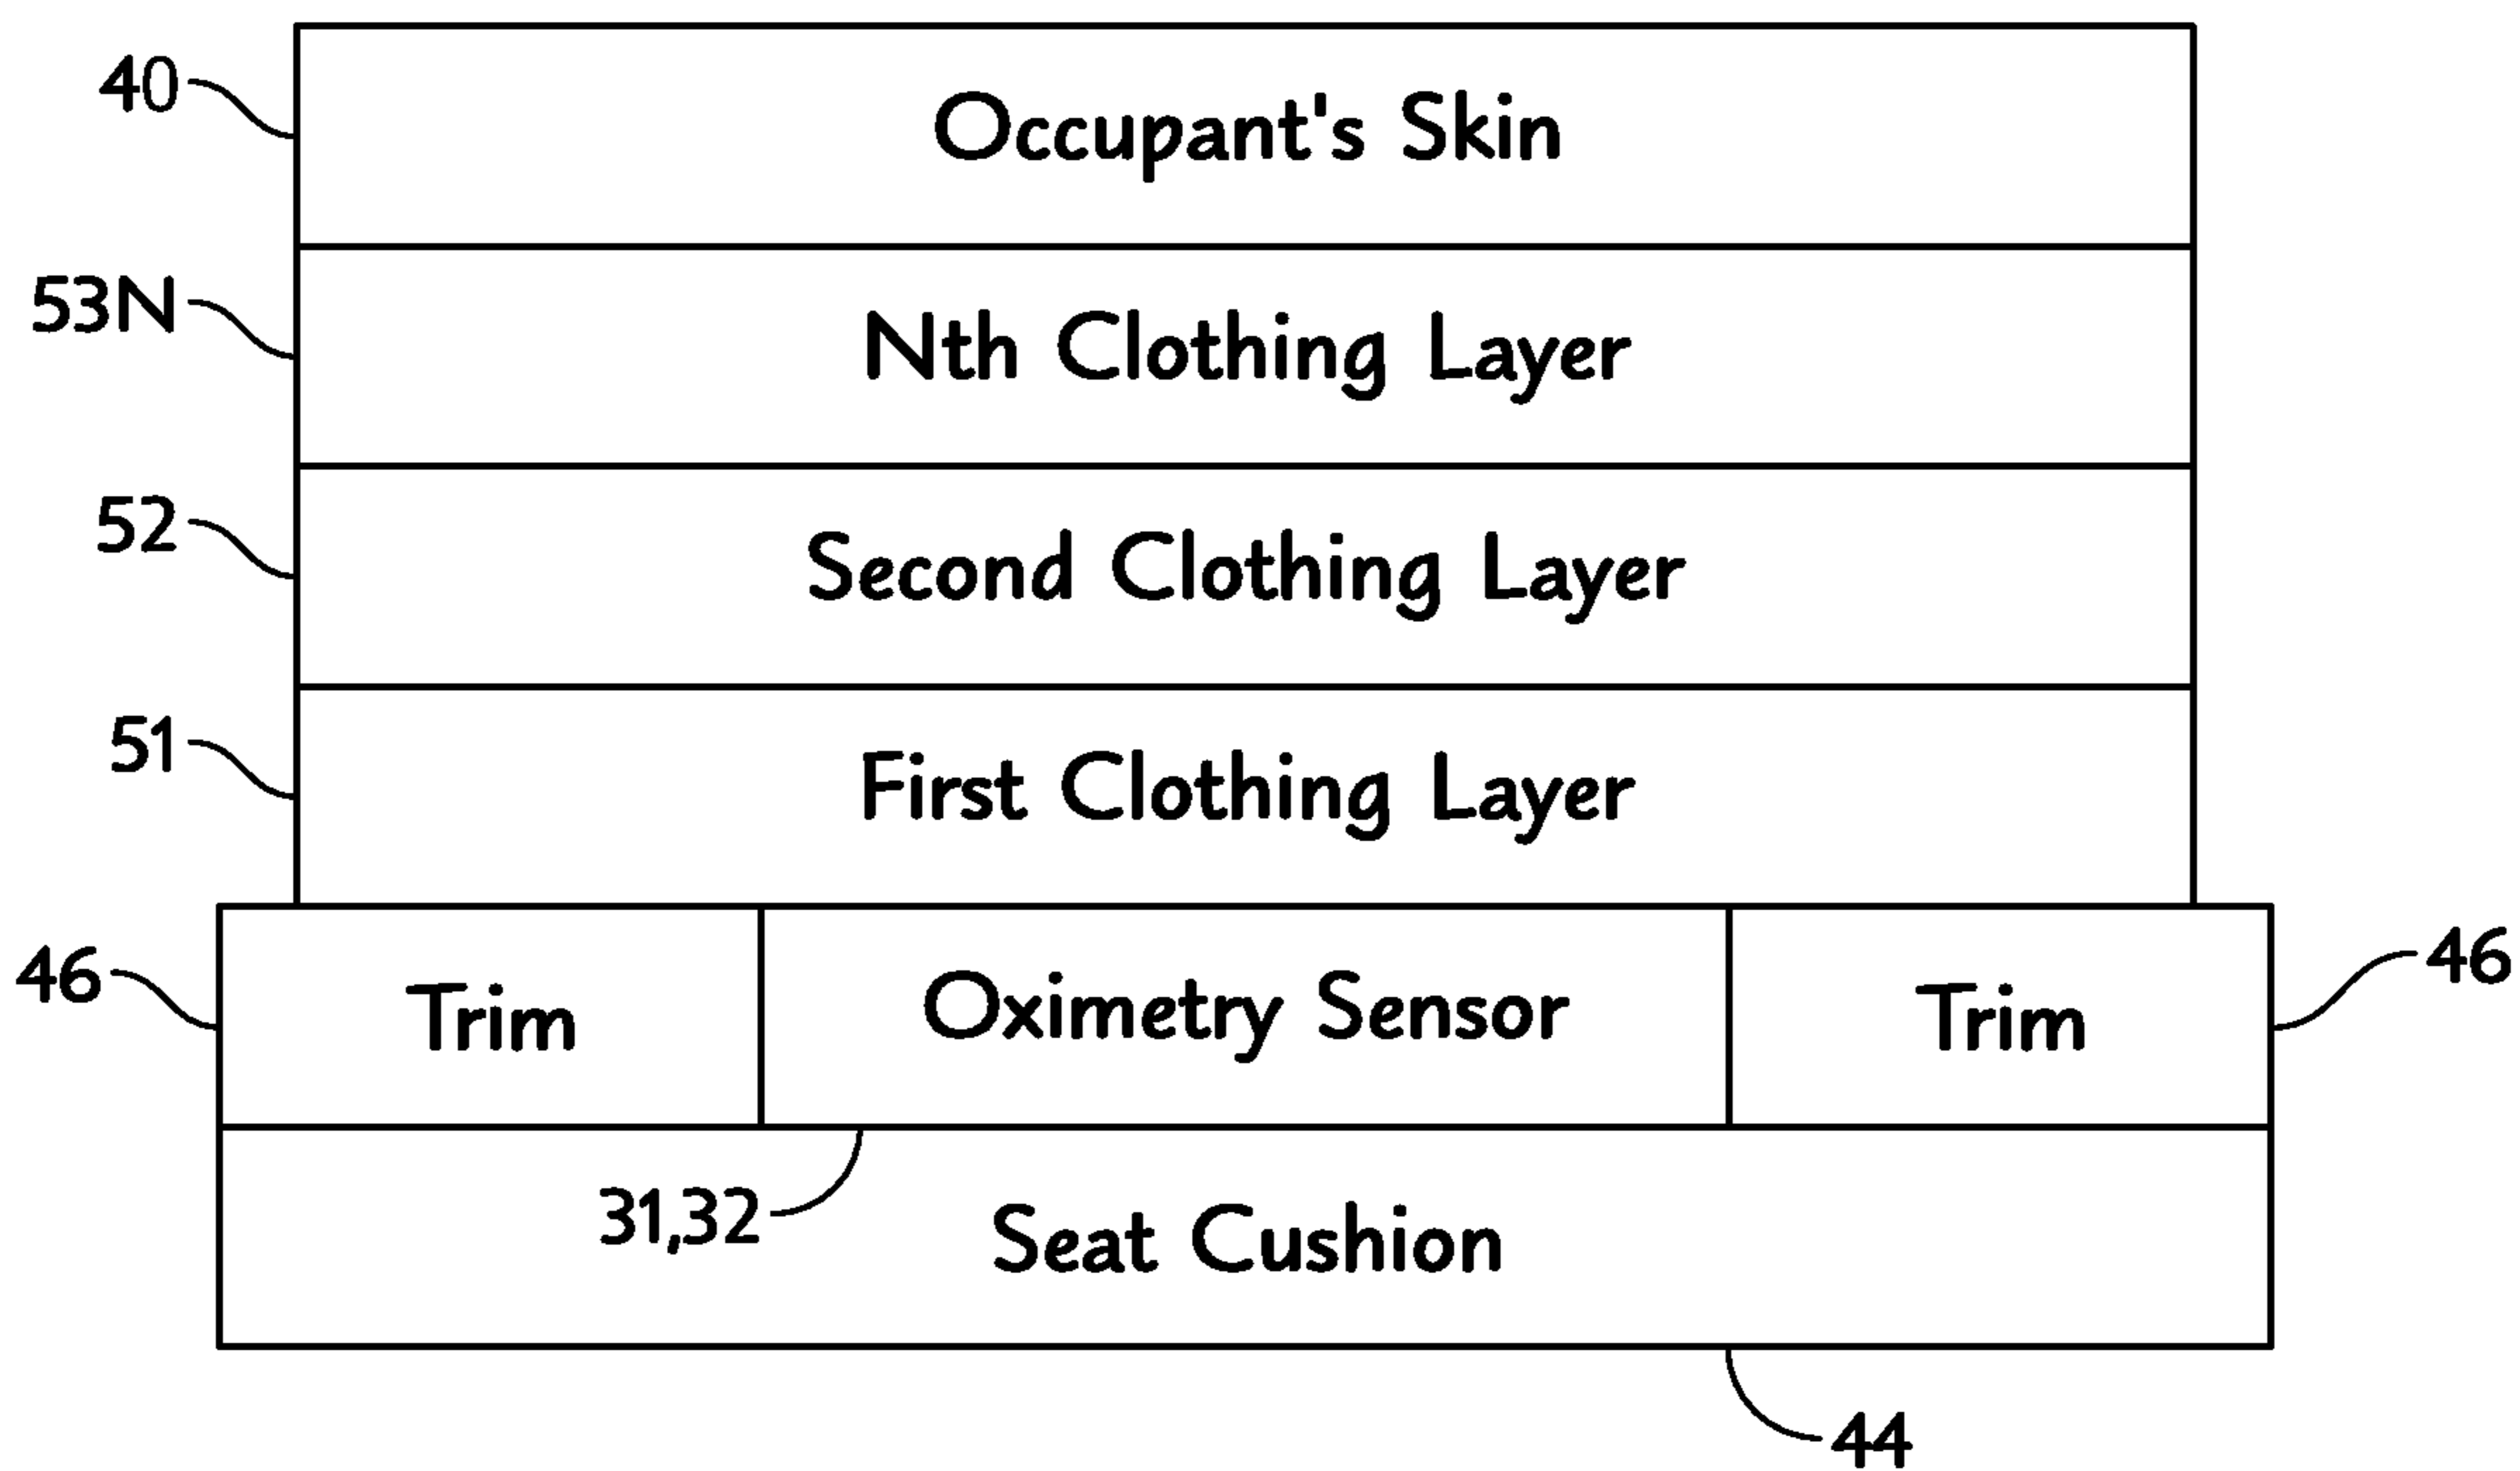 40
Occupant's Skin
53N
Nth Clothing Layer
52
Second Clothing Layer
51
First Clothing Layer
46
Trim
Oximetry Sensor
Trim
46
31,32
Seat Cushion
44